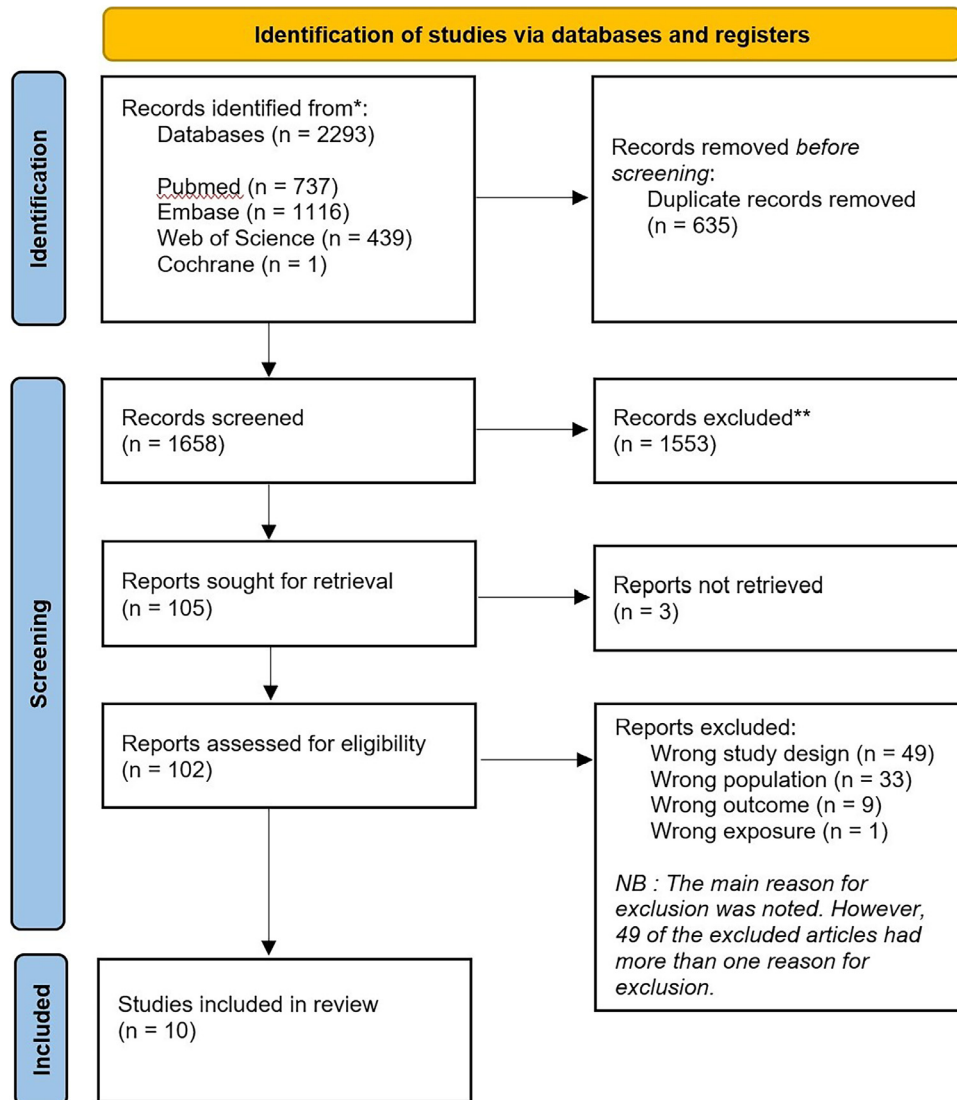 Identification of studies via databases and registers
Identification
Records identified from*:
Databases (n = 2293)
Pubmed (n = 737)
Embase (n = 1116)
Web of Science (n = 439)
Cochrane (n = 1)
Records removed before
screening:
Duplicate records removed
(n = 635)
Screening
Records screened
(n = 1658)
Records excluded**
(n = 1553)
Reports sought for retrieval
(n = 105)
Reports not retrieved
(n = 3)
Reports assessed for eligibility
(n = 102)
Reports excluded:
Wrong study design (n = 49)
Wrong population (n = 33)
Wrong outcome (n = 9)
Wrong exposure (n = 1)
NB : The main reason for
exclusion was noted. However,
49 of the excluded articles had
more than one reason for
exclusion.
Included
Studies included in review
(n = 10)